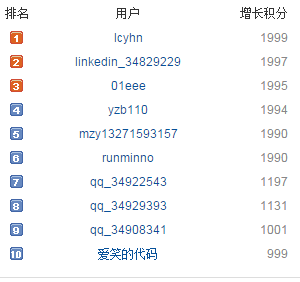 排名 用户 增长积分
1 lcyhn 1999
2 linkedin_34829229 1997
3 01eee 1995
4 yzb110 1994
5 mzy13271593157 1990
6 runminno 1990
7 qq_34922543 1197
8 qq_34929393 1131
9 qq_34908341 1001
10 爱笑的代码 999